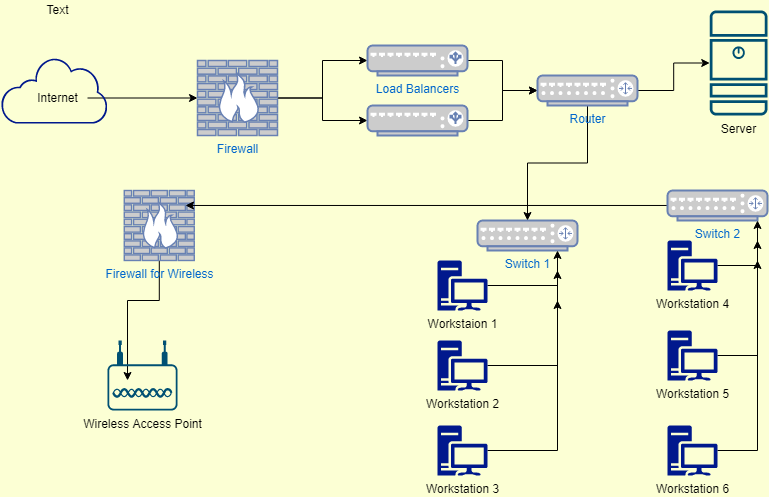 Text
Internet
Load Balancers
Firewall
Router
Server
Firewall for Wireless
Switch 1
Switch 2
Workstaion 1
Workstation 4
Workstation 2
Workstation 5
Wireless Access Point
Workstation 3
Workstation 6